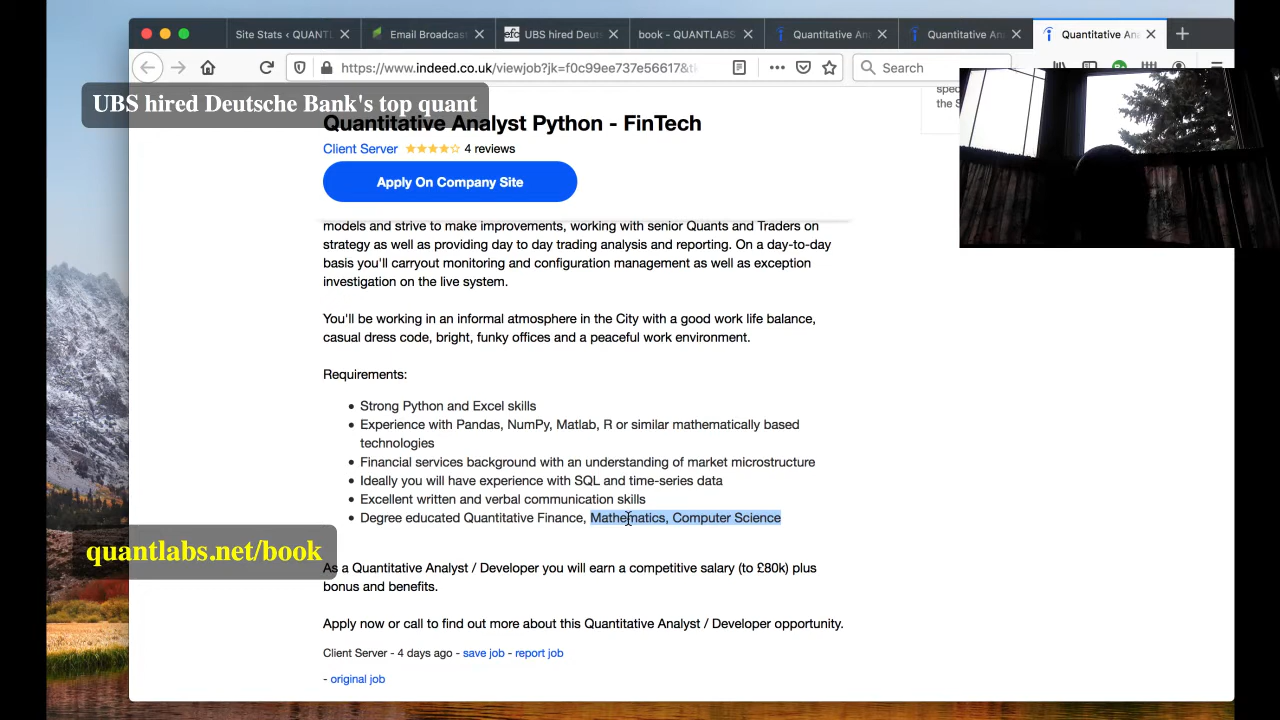 Site Stats ‹ QUANTL
Email Broadcas
efc UBS hired Deuts
book - QUANTLABS
Quantitative An
Quantitative An
Quantitative Ana
https://www.indeed.co.uk/viewjob?jk=f0c99ee737e56617&t
Search
UBS hired Deutsche Bank's top quant
spec
the S
Quantitative Analyst Python - FinTech
Client Server 4 reviews
Apply On Company Site
models and strive to make improvements, working with senior Quants and Traders on
strategy as well as providing day to day trading analysis and reporting. On a day-to-day
basis you'll carryout monitoring and configuration management as well as exception
investigation on the live system.
You'll be working in an informal atmosphere in the City with a good work life balance,
casual dress code, bright, funky offices and a peaceful work environment.
Requirements:
• Strong Python and Excel skills
• Experience with Pandas, NumPy, Matlab, R or similar mathematically based
technologies
• Financial services background with an understanding of market microstructure
• Ideally you will have experience with SQL and time-series data
• Excellent written and verbal communication skills
• Degree educated Quantitative Finance, Mathematics, Computer Science
quantlabs.net/book
As a Quantitative Analyst / Developer you will earn a competitive salary (to £80k) plus
bonus and benefits.
Apply now or call to find out more about this Quantitative Analyst / Developer opportunity.
Client Server - 4 days ago - save job - report job
- original job